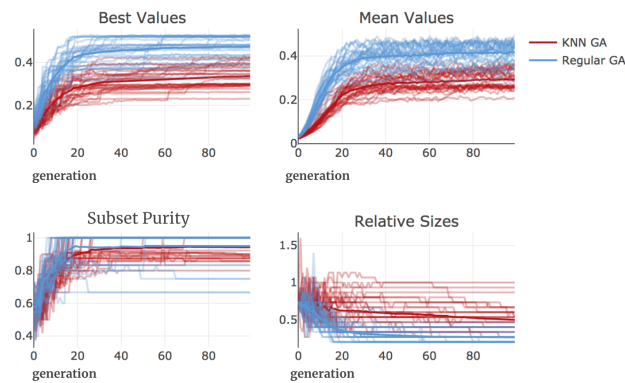 Best Values
Mean Values
KNN GA
Regular GA
0.4
0.2
0 20 40 60 80
generation
0.4
0.2
0
0 20 40 60 80
generation
Subset Purity
Relative Sizes
1
0.8
0.6
0.4
0 20 40 60 80
generation
1.5
1
0.5
0 20 40 60 80
generation